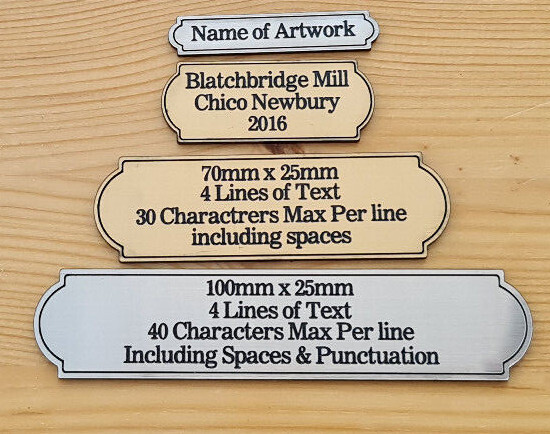 Name of Artwork
Blatchbridge Mill
Chico Newbury
2016
70mm x 25mm
4 Lines of Text
30 Charactrers Max Per line
including spaces
100mm x 25mm
4 Lines of Text
40 Characters Max Per line
Including Spaces & Punctuation